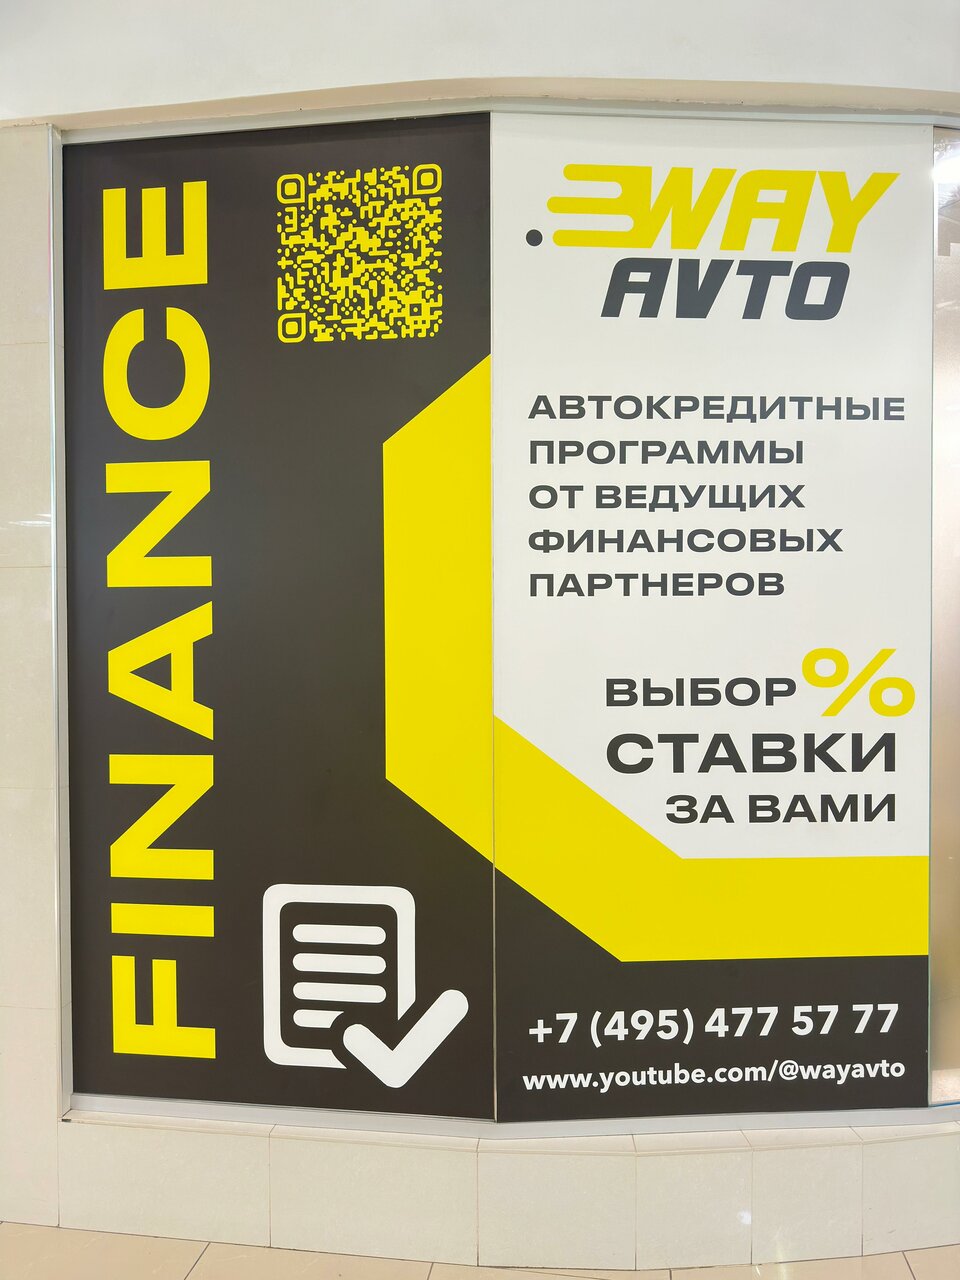 FINANCE
WAY
AVTO
АВТОКРЕДИТНЫЕ
ПРОГРАММЫ
ОТ ВЕДУЩИХ
ФИНАНСОВЫХ
ПАРТНЕРОВ
ВЫБОР %
СТАВКИ
ЗА ВАМИ
+7 (495) 477 57 77
www.youtube.com/@wayavto